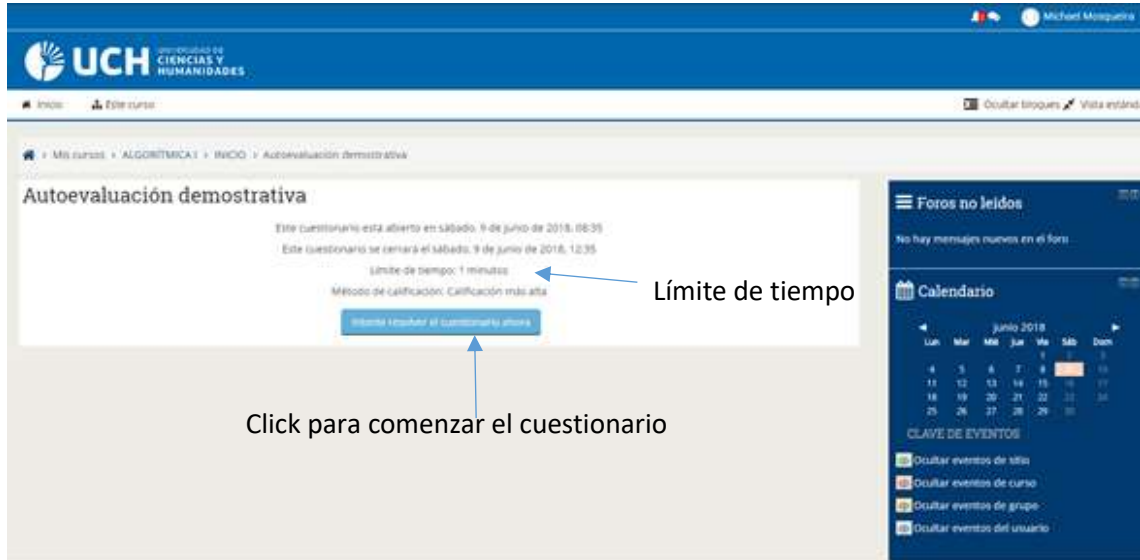 Michael Mosqueira
UCH UNIVERSIDAD DE CIENCIAS Y HUMANIDADES
Inicio Este curso Ocultar bloques Vista estánd
Mis cursos ALGORÍTMICA I INICIO Autoevaluación demostrativa
Autoevaluación demostrativa
Este cuestionario está abierto en sábado, 9 de junio de 2018, 08:35
Este cuestionario se cerrará el sábado, 9 de junio de 2018, 12:35
Límite de tiempo: 1 minutos
Método de calificación: Calificación más alta
Intente resolver el cuestionario ahora
Límite de tiempo
Click para comenzar el cuestionario
Foros no leídos
No hay mensajes nuevos en el foro
Calendario
junio 2018
Lun Mar Mié Jue Vie Sáb Dom
1 2 3
4 5 6 7 8 10
11 12 13 14 15 16 17
18 19 20 21 22 23 24
25 26 27 28 29 30
CLAVE DE EVENTOS
Ocultar eventos de sitio
Ocultar eventos de curso
Ocultar eventos de grupo
Ocultar eventos del usuario